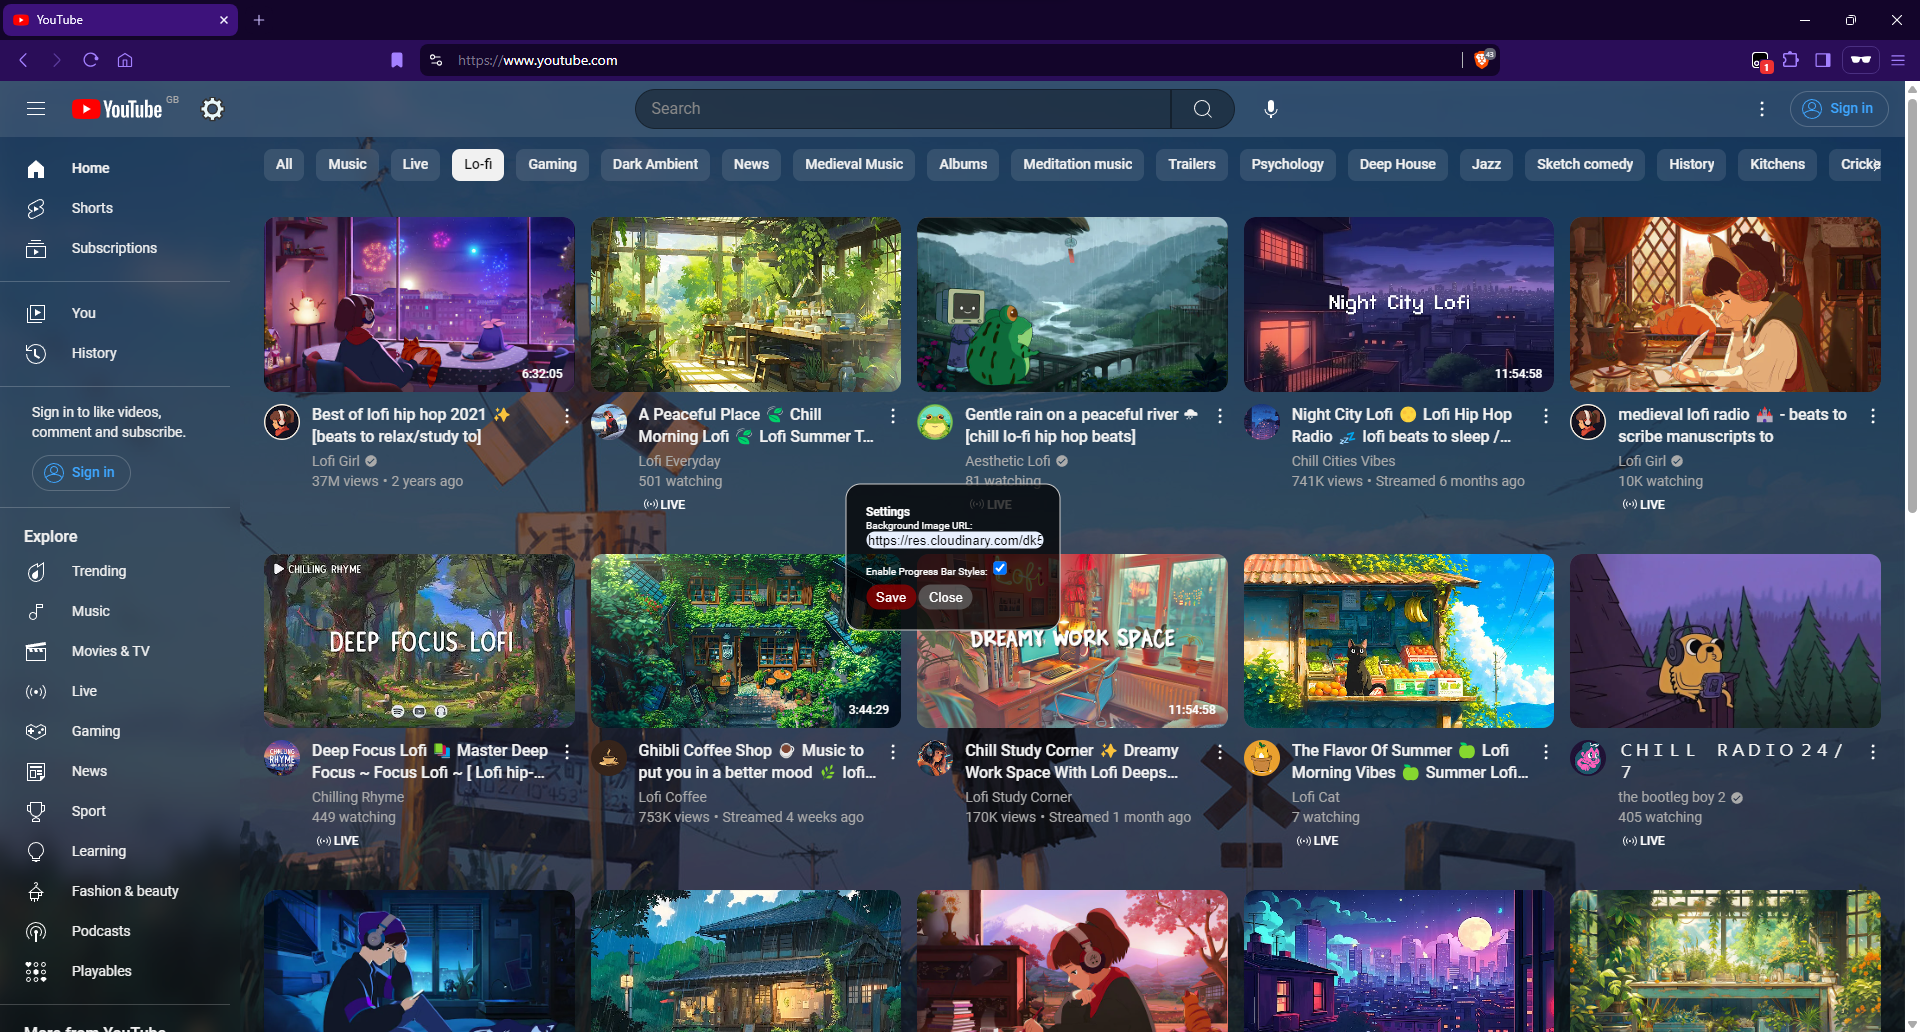 YouTube
https://www.youtube.com
43
1
YouTube GB
Search
Sign in
Home
Shorts
Subscriptions
You
History
Sign in to like videos,
comment and subscribe.
Sign in
Explore
Trending
Music
Movies & TV
Live
Gaming
News
Sport
Learning
Fashion & beauty
Podcasts
Playables
More from YouTube
All
Music
Live
Lo-fi
Gaming
Dark Ambient
News
Medieval Music
Albums
Meditation music
Trailers
Psychology
Deep House
Jazz
Sketch comedy
History
Kitchens
Cricke
6:32:05
Best of lofi hip hop 2021 ✨
[beats to relax/study to]
Lofi Girl
37M views • 2 years ago
A Peaceful Place 🌿 Chill
Morning Lofi 🌿 Lofi Summer T...
Lofi Everyday
501 watching
LIVE
Gentle rain on a peaceful river 🌧
[chill lo-fi hip hop beats]
Aesthetic Lofi
81 watching
LIVE
Night City Lofi
11:54:58
Night City Lofi 🌕 Lofi Hip Hop
Radio 💤 lofi beats to sleep /...
Chill Cities Vibes
741K views • Streamed 6 months ago
medieval lofi radio 🏰 - beats to
scribe manuscripts to
Lofi Girl
10K watching
LIVE
Settings
Background Image URL:
https://res.cloudinary.com/dk5
Enable Progress Bar Styles:
Save
Close
とまれみよ
CHILLING RHYME
DEEP FOCUS LOFI
Deep Focus Lofi 📚 Master Deep
Focus ~ Focus Lofi ~ [ Lofi hip-...
Chilling Rhyme
449 watching
LIVE
3:44:29
Ghibli Coffee Shop ☕ Music to
put you in a better mood 🌿 lofi...
Lofi Coffee
753K views • Streamed 4 weeks ago
Lofi
DREAMY WORK SPACE
11:54:58
Chill Study Corner ✨ Dreamy
Work Space With Lofi Deeps...
Lofi Study Corner
170K views • Streamed 1 month ago
The Flavor Of Summer 🍏 Lofi
Morning Vibes 🍏 Summer Lofi...
Lofi Cat
7 watching
LIVE
C H I L L R A D I O 2 4 /
7
the bootleg boy 2
405 watching
LIVE